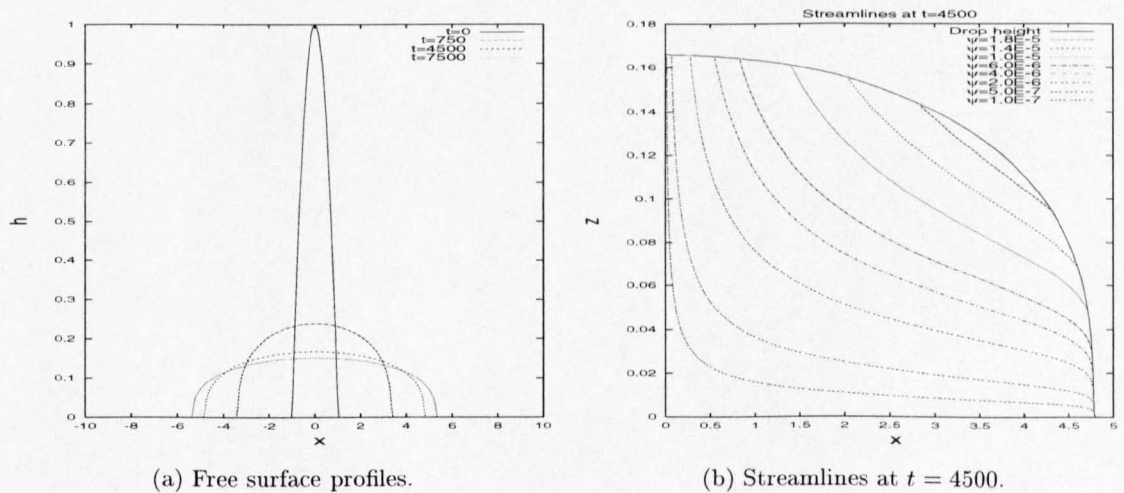 t=0
t=750
t=4500
t=7500
1
0.9
0.8
0.7
0.6
0.5
0.4
0.3
0.2
0.1
0
h
-10 -8 -6 -4 -2 0 2 4 6 8 10
x
(a) Free surface profiles.
Streamlines at t=4500
Drop height
ψ=1.8E-5
ψ=1.4E-5
ψ=1.0E-5
ψ=6.0E-6
ψ=4.0E-6
ψ=2.0E-6
ψ=5.0E-7
ψ=1.0E-7
0.18
0.16
0.14
0.12
0.1
0.08
0.06
0.04
0.02
0
z
0 0.5 1 1.5 2 2.5 3 3.5 4 4.5 5
x
(b) Streamlines at t = 4500.